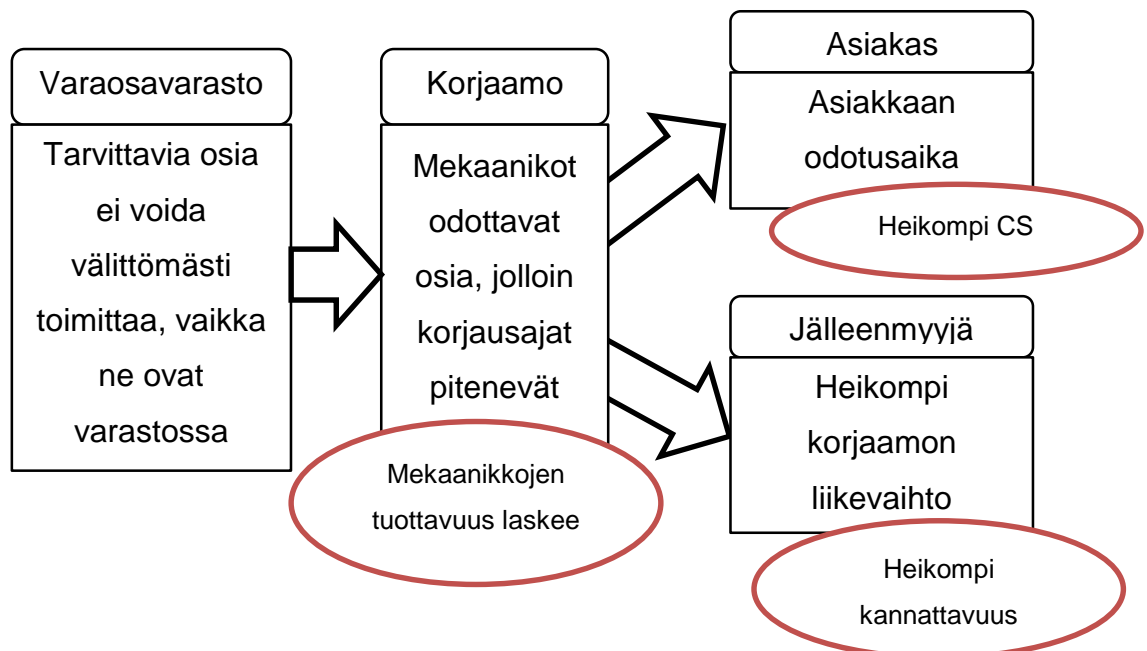 Varaosavarasto
Tarvittavia osia
ei voida
välittömästi
toimittaa, vaikka
ne ovat
varastossa
Korjaamo
Mekaanikot
odottavat
osia, jolloin
korjausajat
pitenevät
Mekaanikkojen
tuottavuus laskee
Asiakas
Asiakkaan
odotusaika
Heikompi CS
Jälleenmyyjä
Heikompi
korjaamon
liikevaihto
Heikompi
kannattavuus